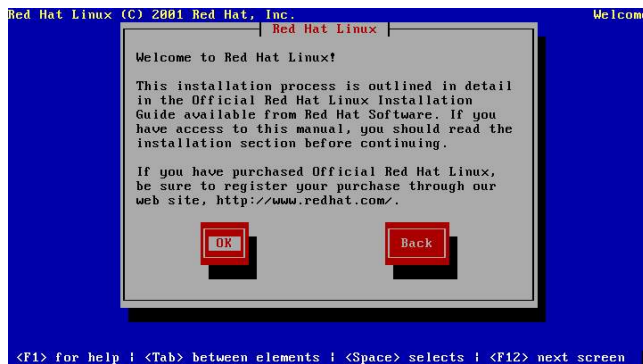 Red Hat Linux (C) 2001 Red Hat, Inc. Welcome
Red Hat Linux
Welcome to Red Hat Linux!
This installation process is outlined in detail
in the Official Red Hat Linux Installation
Guide available from Red Hat Software. If you
have access to this manual, you should read the
installation section before continuing.
If you have purchased Official Red Hat Linux,
be sure to register your purchase through our
web site, http://www.redhat.com/.
OK Back
<F1> for help | <Tab> between elements | <Space> selects | <F12> next screen